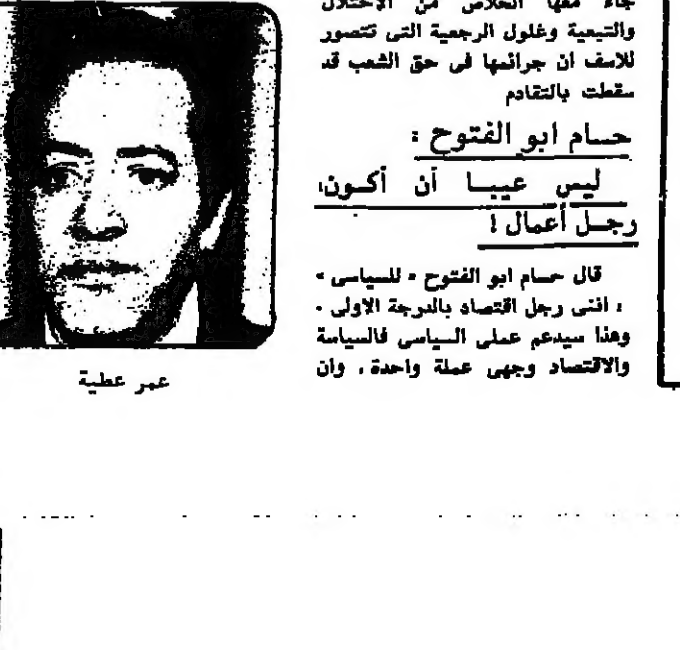 جاء معها الخلاص من الاحتلال
والتبعية وغلول الرجعية التى تتصور
للاسف ان جرائمها فى حق الشعب قد
سقطت بالتقادم
حسام ابو الفتوح :
ليس عيبا أن أكون
رجل أعمال !
قال حسام ابو الفتوح « للسياسى »
: اننى رجل اقتصاد بالدرجة الاولى .
وهذا سيدعم عملى السياسى فالسياسة
والاقتصاد وجهى عملة واحدة ، وان
عمر عطية